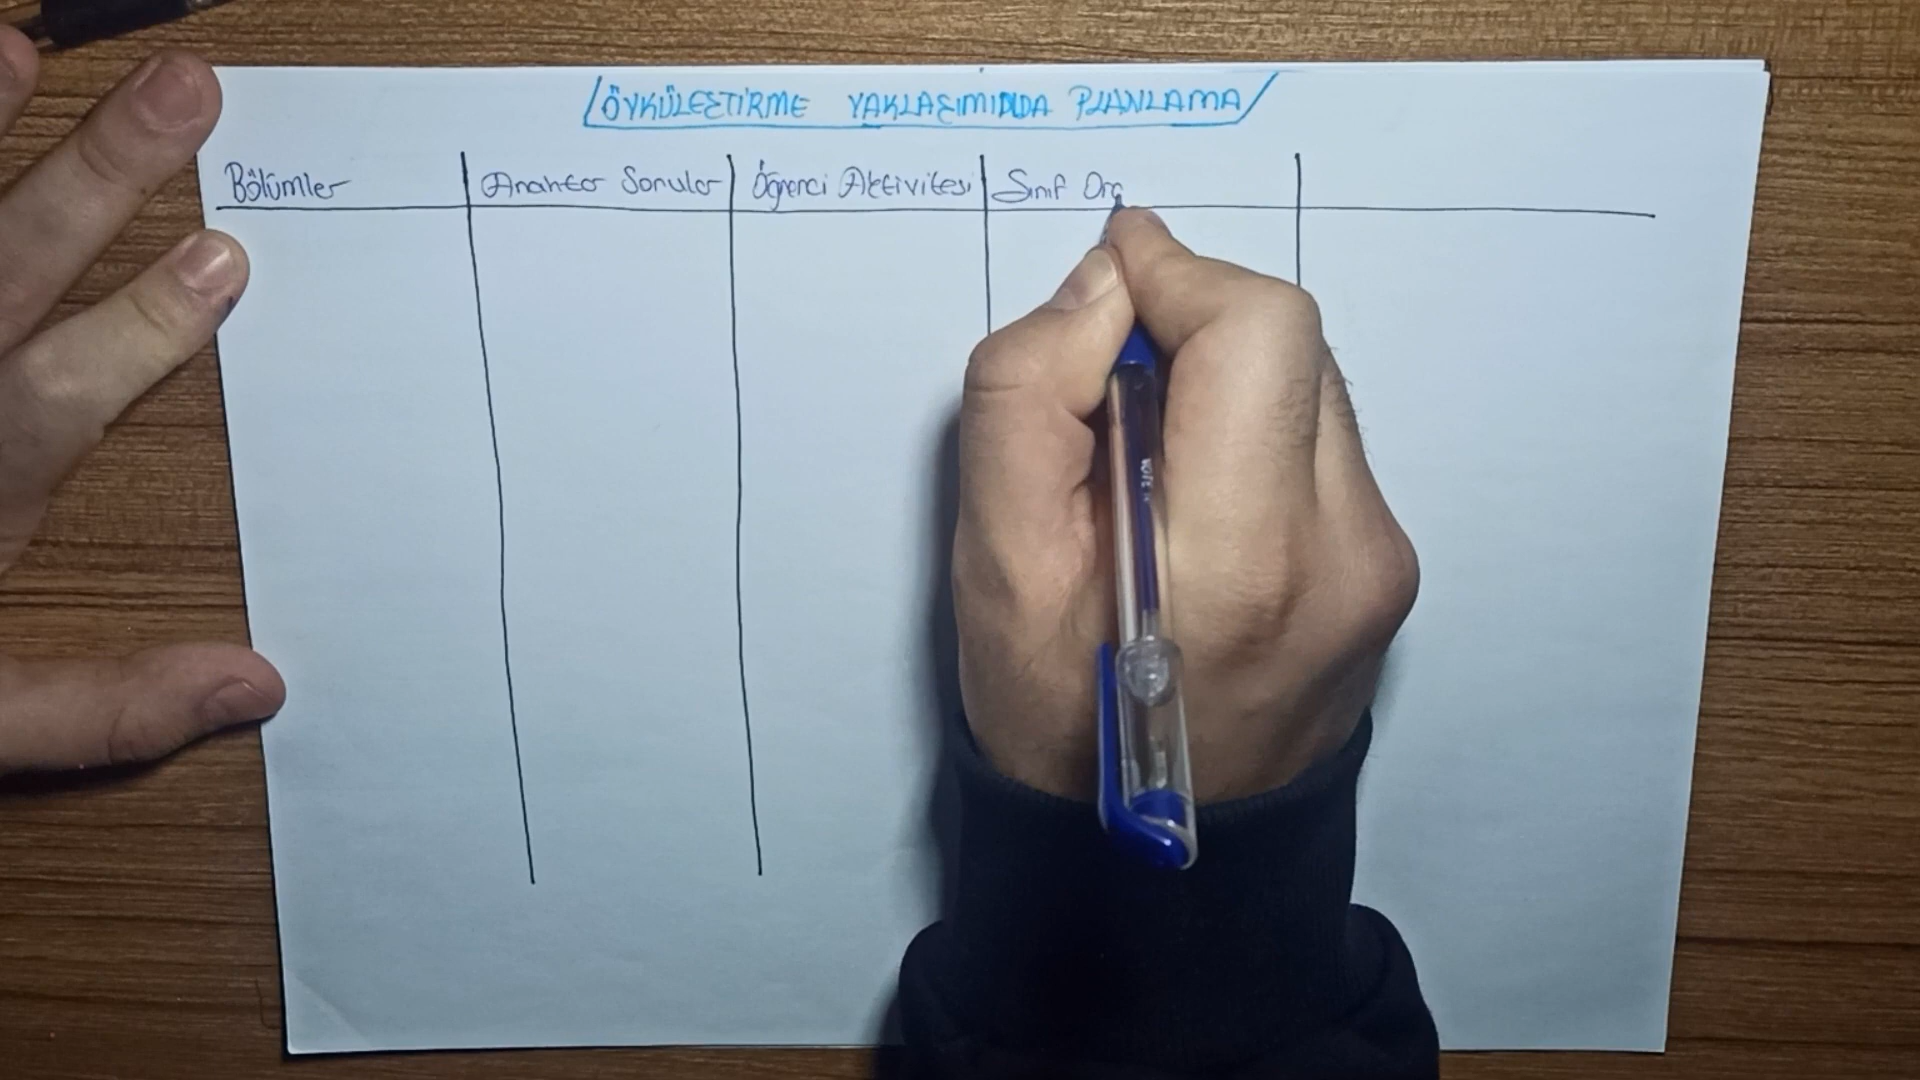 ÖYKÜLEŞTİRME YAKLAŞIMINDA PLANLAMA
Bölümler Anahtar Sorular Öğrenci Aktivitesi Sınıf Org